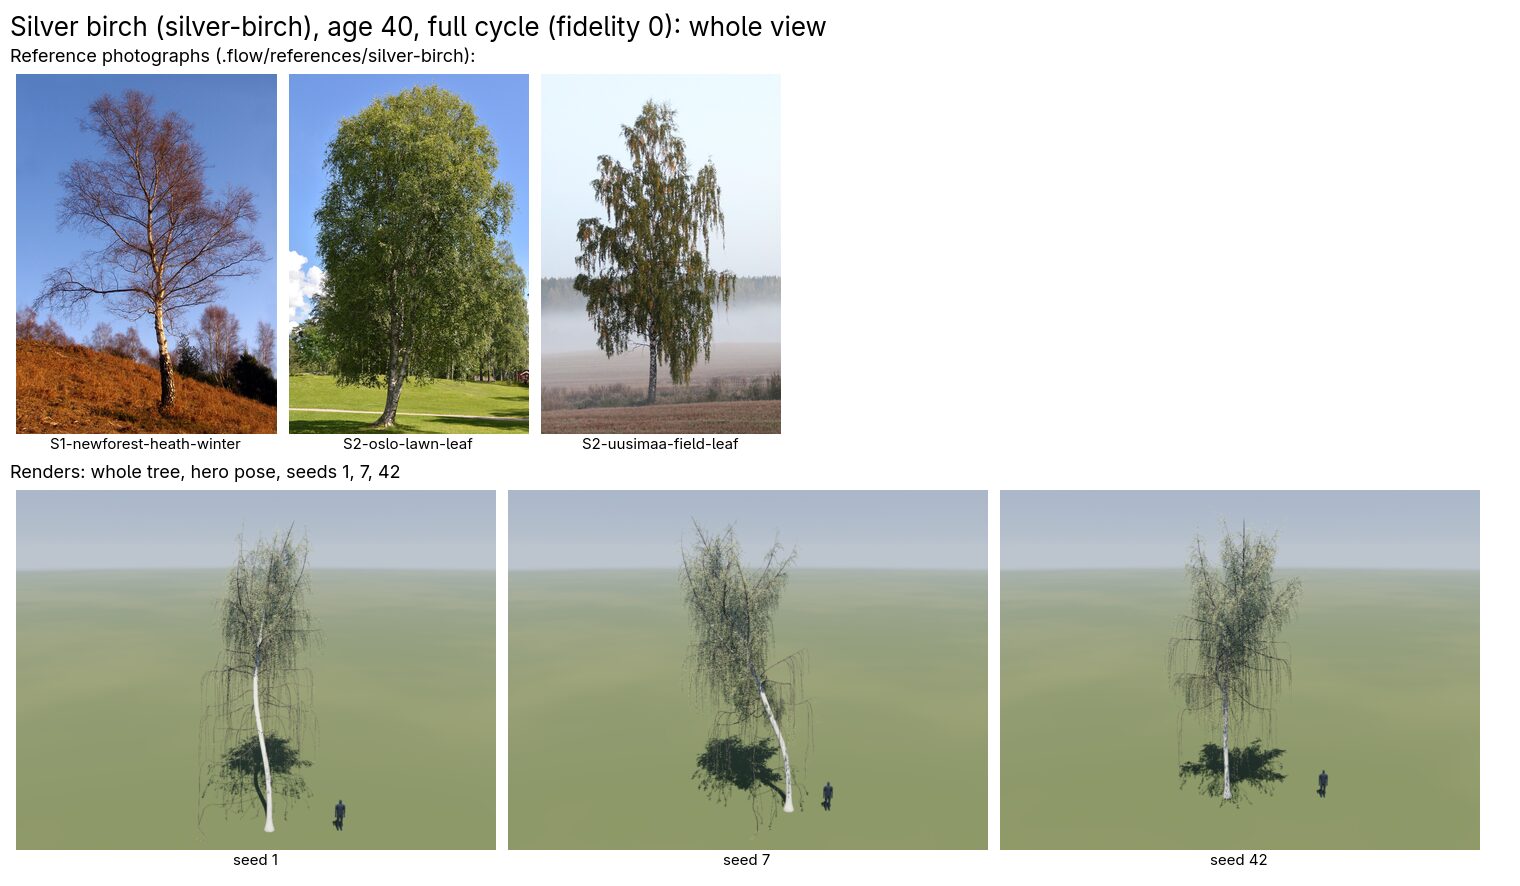 Silver birch (silver-birch), age 40, full cycle (fidelity 0): whole view
Reference photographs (.flow/references/silver-birch):
S1-newforest-heath-winter
S2-oslo-lawn-leaf
S2-uusimaa-field-leaf
Renders: whole tree, hero pose, seeds 1, 7, 42
seed 1
seed 7
seed 42